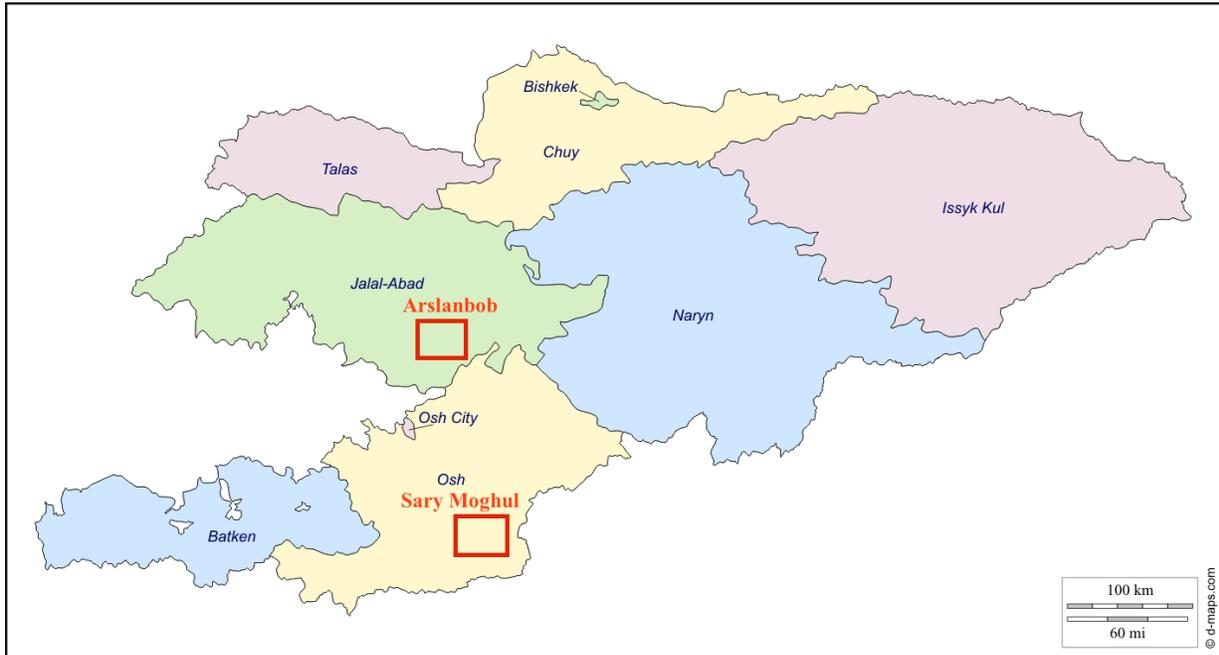 Bishkek
Chuy
Talas
Issyk Kul
Jalal-Abad
Arslanbob
Naryn
Osh City
Osh
Sary Moghul
Batken
100 km
60 mi
© d-maps.com